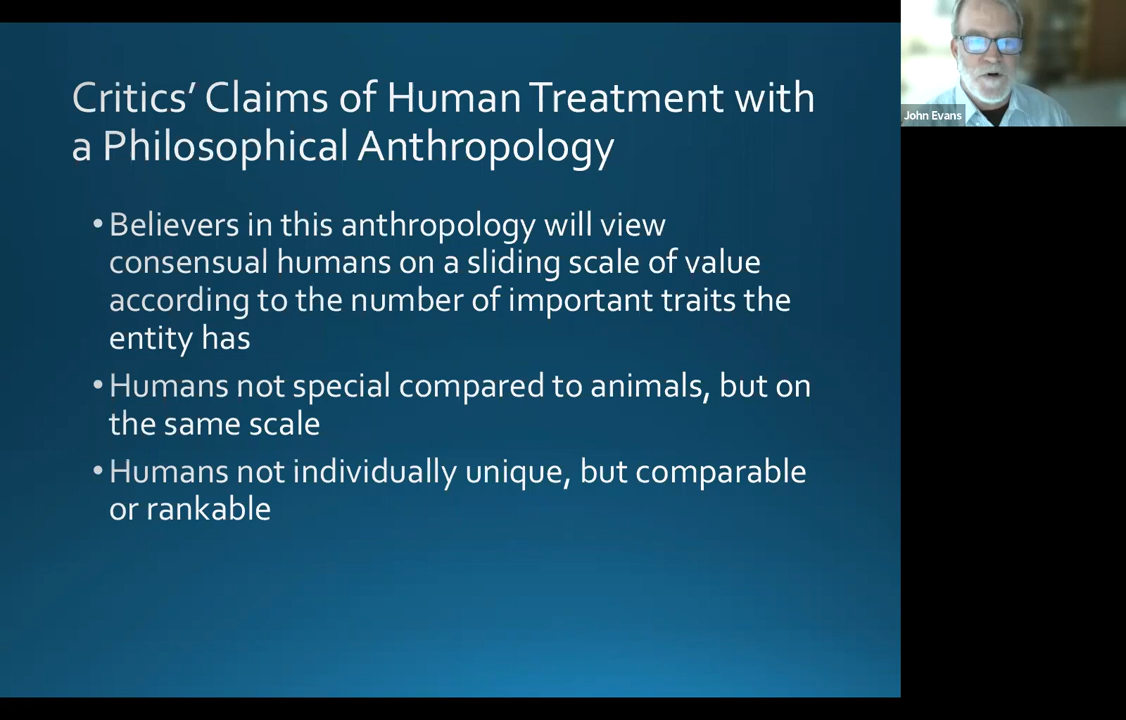 Critics’ Claims of Human Treatment with
a Philosophical Anthropology
•Believers in this anthropology will view
consensual humans on a sliding scale of value
according to the number of important traits the
entity has
•Humans not special compared to animals, but on
the same scale
•Humans not individually unique, but comparable
or rankable
John Evans